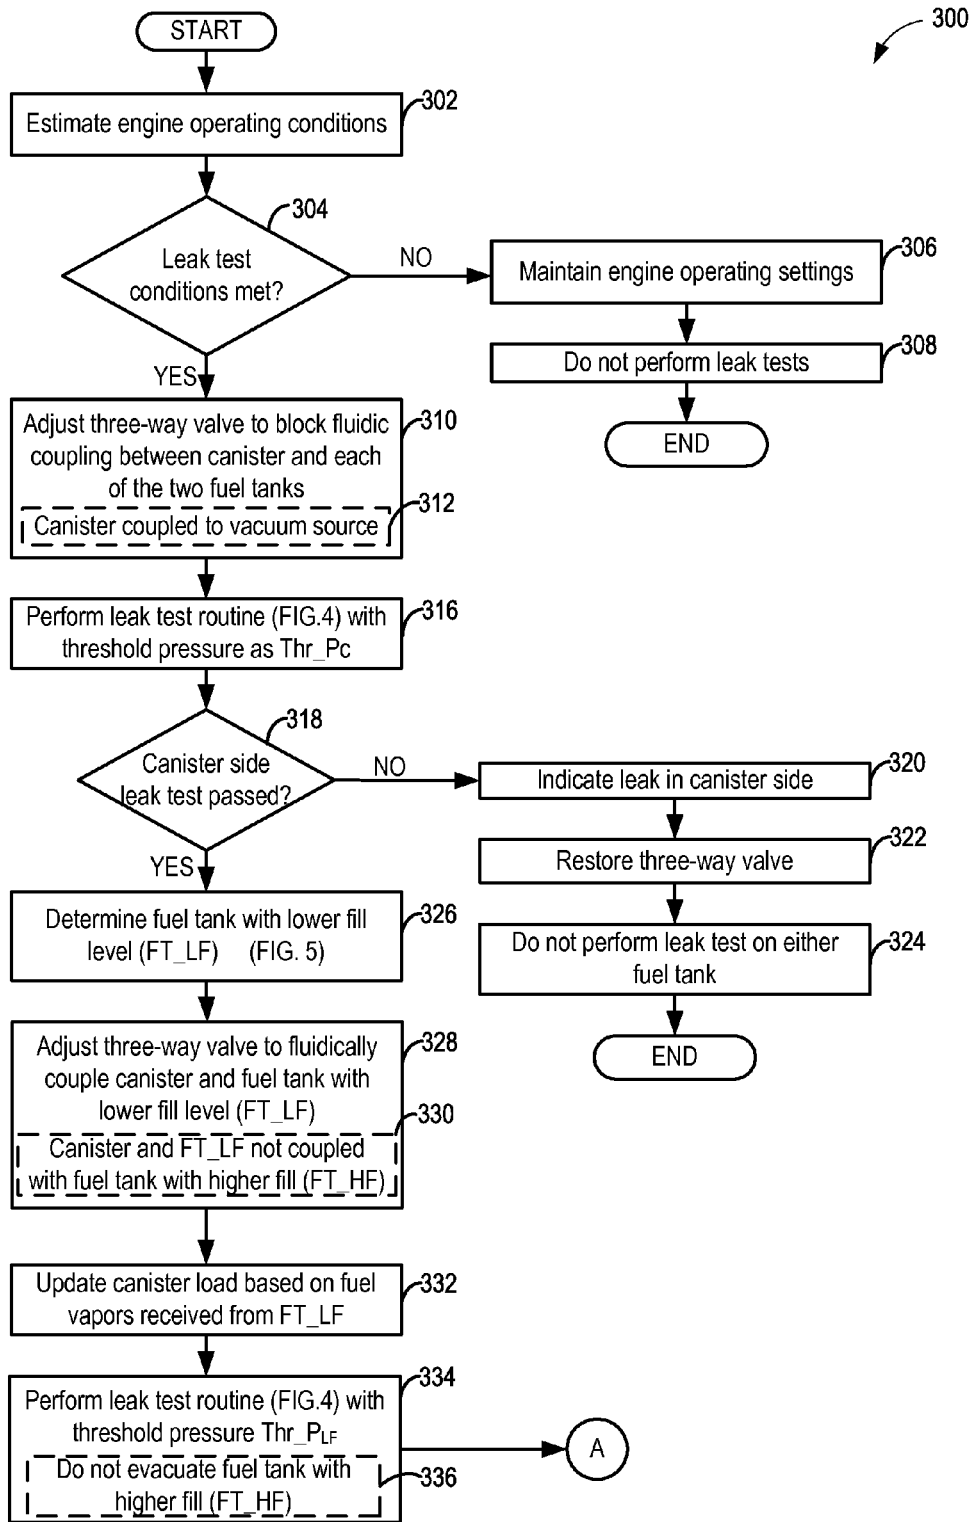 300
START
302
Estimate engine operating conditions
304
Leak test
conditions met?
NO
306
Maintain engine operating settings
308
Do not perform leak tests
END
YES
310
Adjust three-way valve to block fluidic
coupling between canister and each
of the two fuel tanks
312
Canister coupled to vacuum source
316
Perform leak test routine (FIG.4) with
threshold pressure as Thr_Pc
318
Canister side
leak test passed?
NO
320
Indicate leak in canister side
322
Restore three-way valve
324
Do not perform leak test on either
fuel tank
END
YES
326
Determine fuel tank with lower fill
level (FT_LF) (FIG. 5)
328
Adjust three-way valve to fluidically
couple canister and fuel tank with
lower fill level (FT_LF)
330
Canister and FT_LF not coupled
with fuel tank with higher fill (FT_HF)
332
Update canister load based on fuel
vapors received from FT_LF
334
Perform leak test routine (FIG.4) with
threshold pressure Thr_PLF
336
Do not evacuate fuel tank with
higher fill (FT_HF)
A